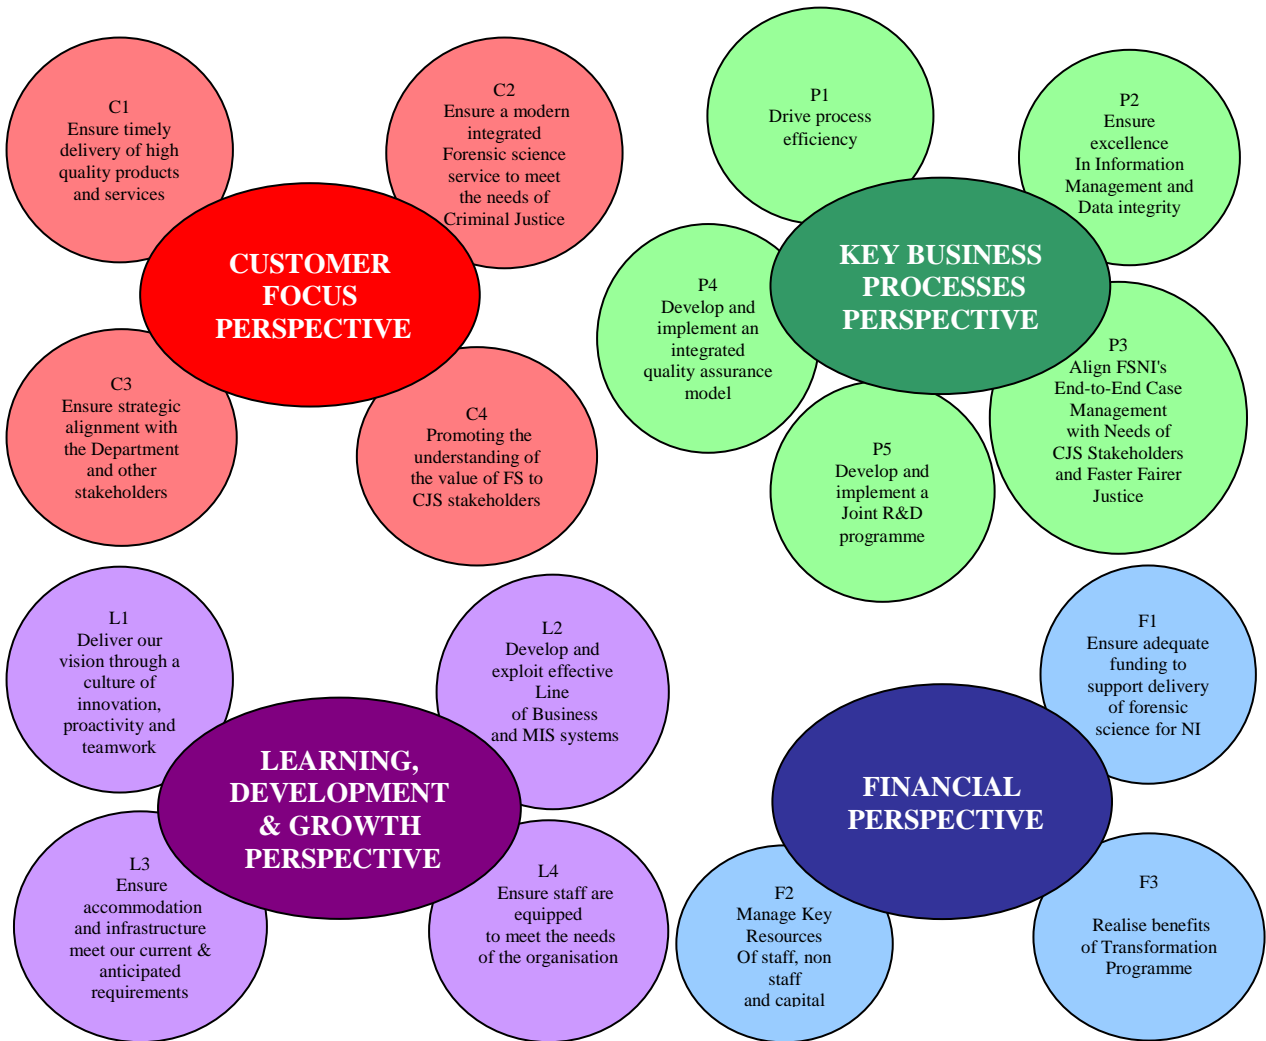 C1
Ensure timely
delivery of high
quality products
and services
C2
Ensure a modern
integrated
Forensic science
service to meet
the needs of
Criminal Justice
CUSTOMER
FOCUS
PERSPECTIVE
C3
Ensure strategic
alignment with
the Department
and other
stakeholders
C4
Promoting the
understanding of
the value of FS to
CJS stakeholders
P1
Drive process
efficiency
P2
Ensure
excellence
In Information
Management and
Data integrity
KEY BUSINESS
PROCESSES
PERSPECTIVE
P4
Develop and
implement an
integrated
quality assurance
model
P3
Align FSNI's
End-to-End Case
Management
with Needs of
CJS Stakeholders
and Faster Fairer
Justice
P5
Develop and
implement a
Joint R&D
programme
L1
Deliver our
vision through a
culture of
innovation,
proactivity and
teamwork
L2
Develop and
exploit effective
Line
of Business
and MIS systems
LEARNING,
DEVELOPMENT
& GROWTH
PERSPECTIVE
L3
Ensure
accommodation
and infrastructure
meet our current &
anticipated
requirements
L4
Ensure staff are
equipped
to meet the needs
of the organisation
F1
Ensure adequate
funding to
support delivery
of forensic
science for NI
FINANCIAL
PERSPECTIVE
F2
Manage Key
Resources
Of staff, non
staff
and capital
F3
Realise benefits
of Transformation
Programme